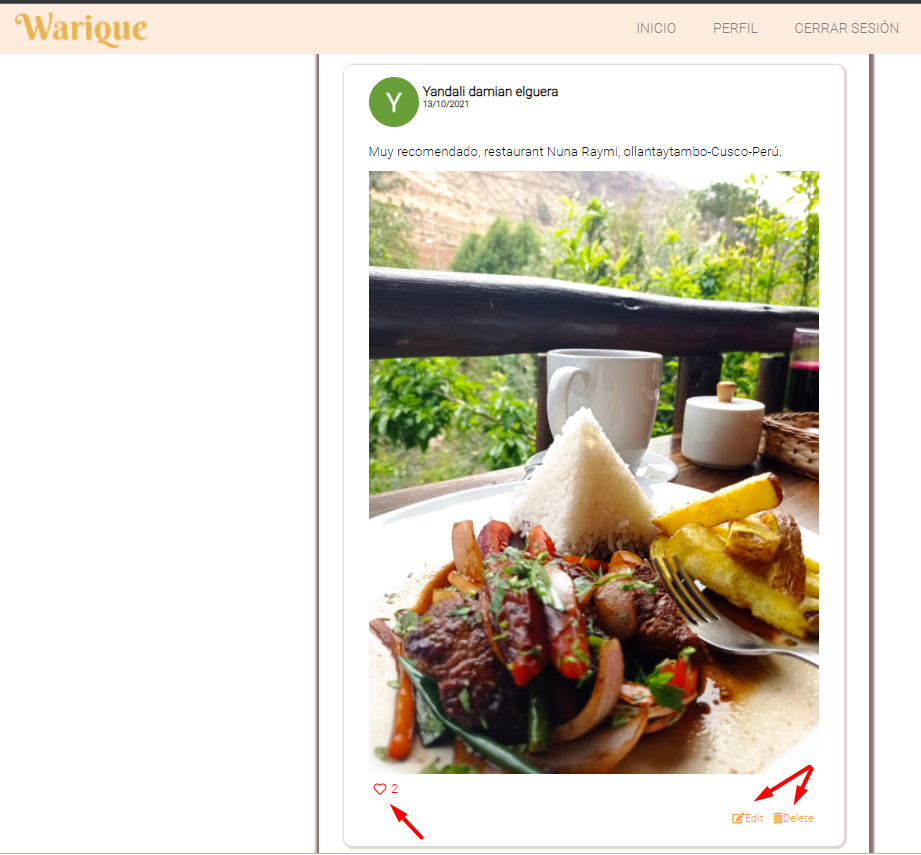 Warique
INICIO PERFIL CERRAR SESIÓN
Y
Yandali damian elguera
13/10/2021
Muy recomendado, restaurant Nuna Raymi, ollantaytambo-Cusco-Perú.
2
Edit Delete